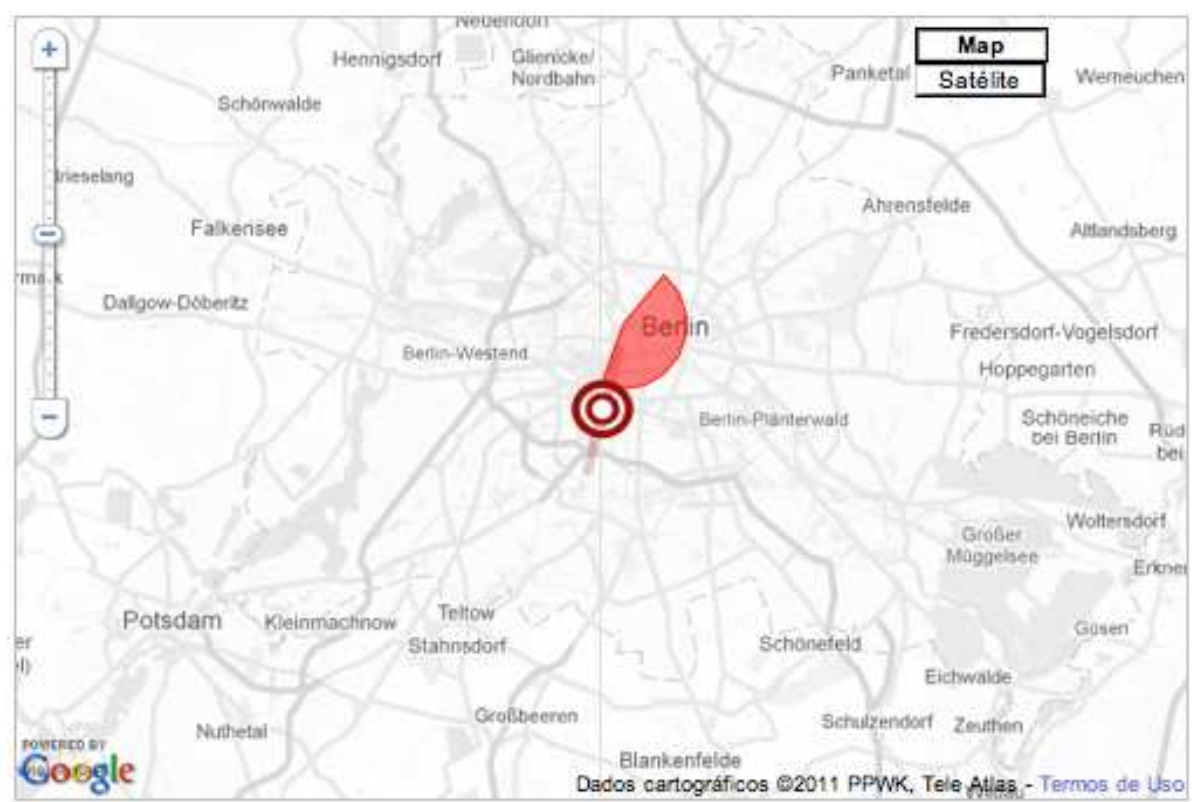 Neuendorf
Map
Hennigsdorf
Glienicke/
Nordbahn
Panketal
Satélite
Werneuchen
Schönwalde
Ahrensfelde
Falkensee
Altlandsberg
Dallgow-Döberitz
Berlin
Fredersdorf-Vogelsdorf
Berlin-Westend
Hoppegarten
Berlin-Plänterwald
Schöneiche
bei Berlin
Rüd
bei
Woltersdorf
Großer
Müggelsee
Erkner
Potsdam
Kleinmachnow
Teltow
Stahnsdorf
Schönefeld
Gosen
Eichwalde
Nuthetal
Großbeeren
Schulzendorf
Zeuthen
POWERED BY
Google
Blankenfelde
Dados cartográficos ©2011 PPWK, Tele Atlas - Termos de Uso